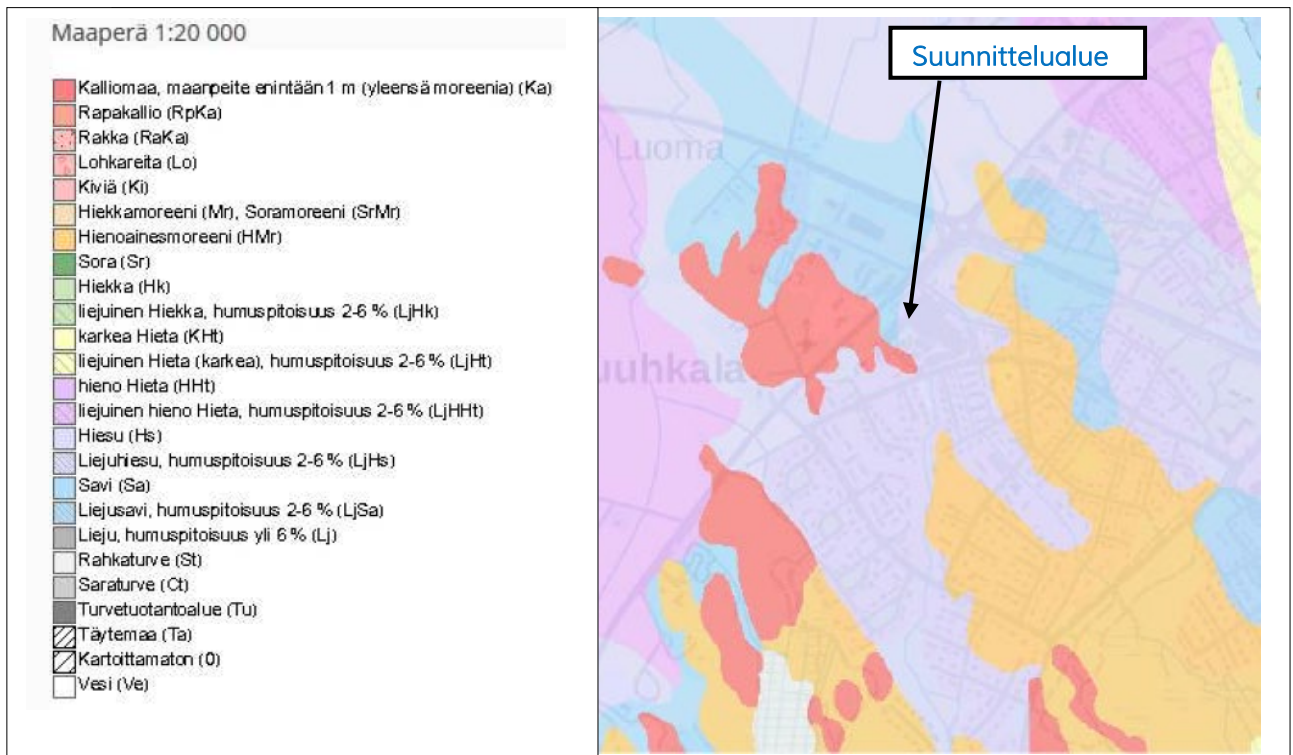 Maaperä 1:20 000
Kalliomaa, maanpeite enintään 1 m (yleensä moreenia) (Ka)
Rapakallio (RpKa)
Rakka (RaKa)
Lohkareita (Lo)
Kiviä (Ki)
Hiekkamoreeni (Mr), Soramoreeni (SrMr)
Hienoainesmoreeni (HMr)
Sora (Sr)
Hiekka (Hk)
liejuinen Hiekka, humuspitoisuus 2-6 % (LjHk)
karkea Hieta (KHt)
liejuinen Hieta (karkea), humuspitoisuus 2-6 % (LjHt)
hieno Hieta (HHt)
liejuinen hieno Hieta, humuspitoisuus 2-6 % (LjHHt)
Hiesu (Hs)
Liejuhiesu, humuspitoisuus 2-6 % (LjHs)
Savi (Sa)
Liejusavi, humuspitoisuus 2-6 % (LjSa)
Lieju, humuspitoisuus yli 6 % (Lj)
Rahkaturve (St)
Saraturve (Ct)
Turvetuotantoalue (Tu)
Täytemaa (Ta)
Kartoittamaton (0)
Vesi (Ve)
Suunnittelualue
Luoma
uuhkala